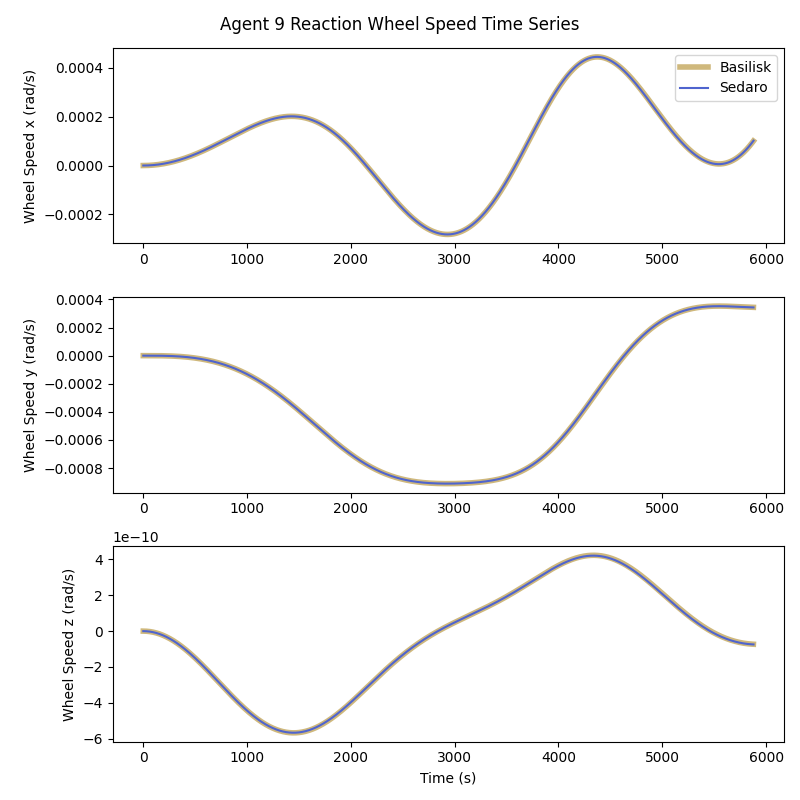 Agent 9 Reaction Wheel Speed Time Series
Wheel Speed x (rad/s)
0.0004
0.0002
0.0000
−0.0002
Basilisk
Sedaro
0 1000 2000 3000 4000 5000 6000
Wheel Speed y (rad/s)
0.0004
0.0002
0.0000
−0.0002
−0.0004
−0.0006
−0.0008
0 1000 2000 3000 4000 5000 6000
1e−10
Wheel Speed z (rad/s)
4
2
0
−2
−4
−6
0 1000 2000 3000 4000 5000 6000
Time (s)